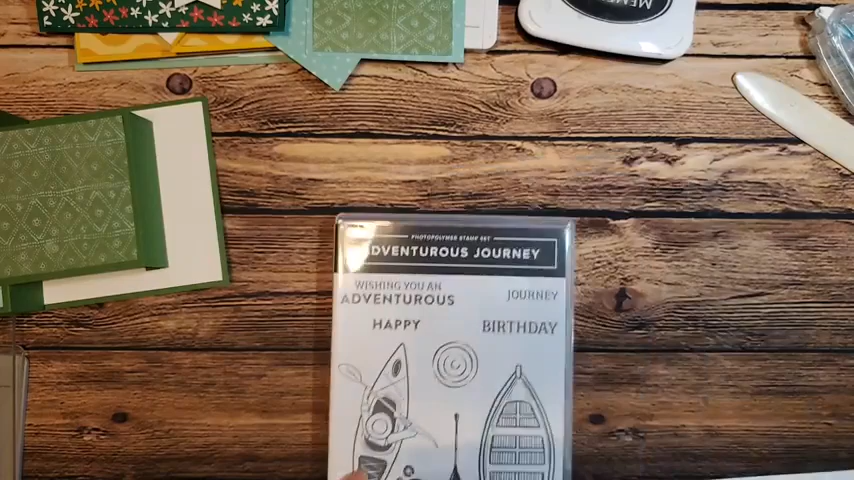 PHOTOPOLYMER STAMP SET
ADVENTUROUS JOURNEY
WISHING YOU AN
ADVENTUROUS JOURNEY
HAPPY BIRTHDAY